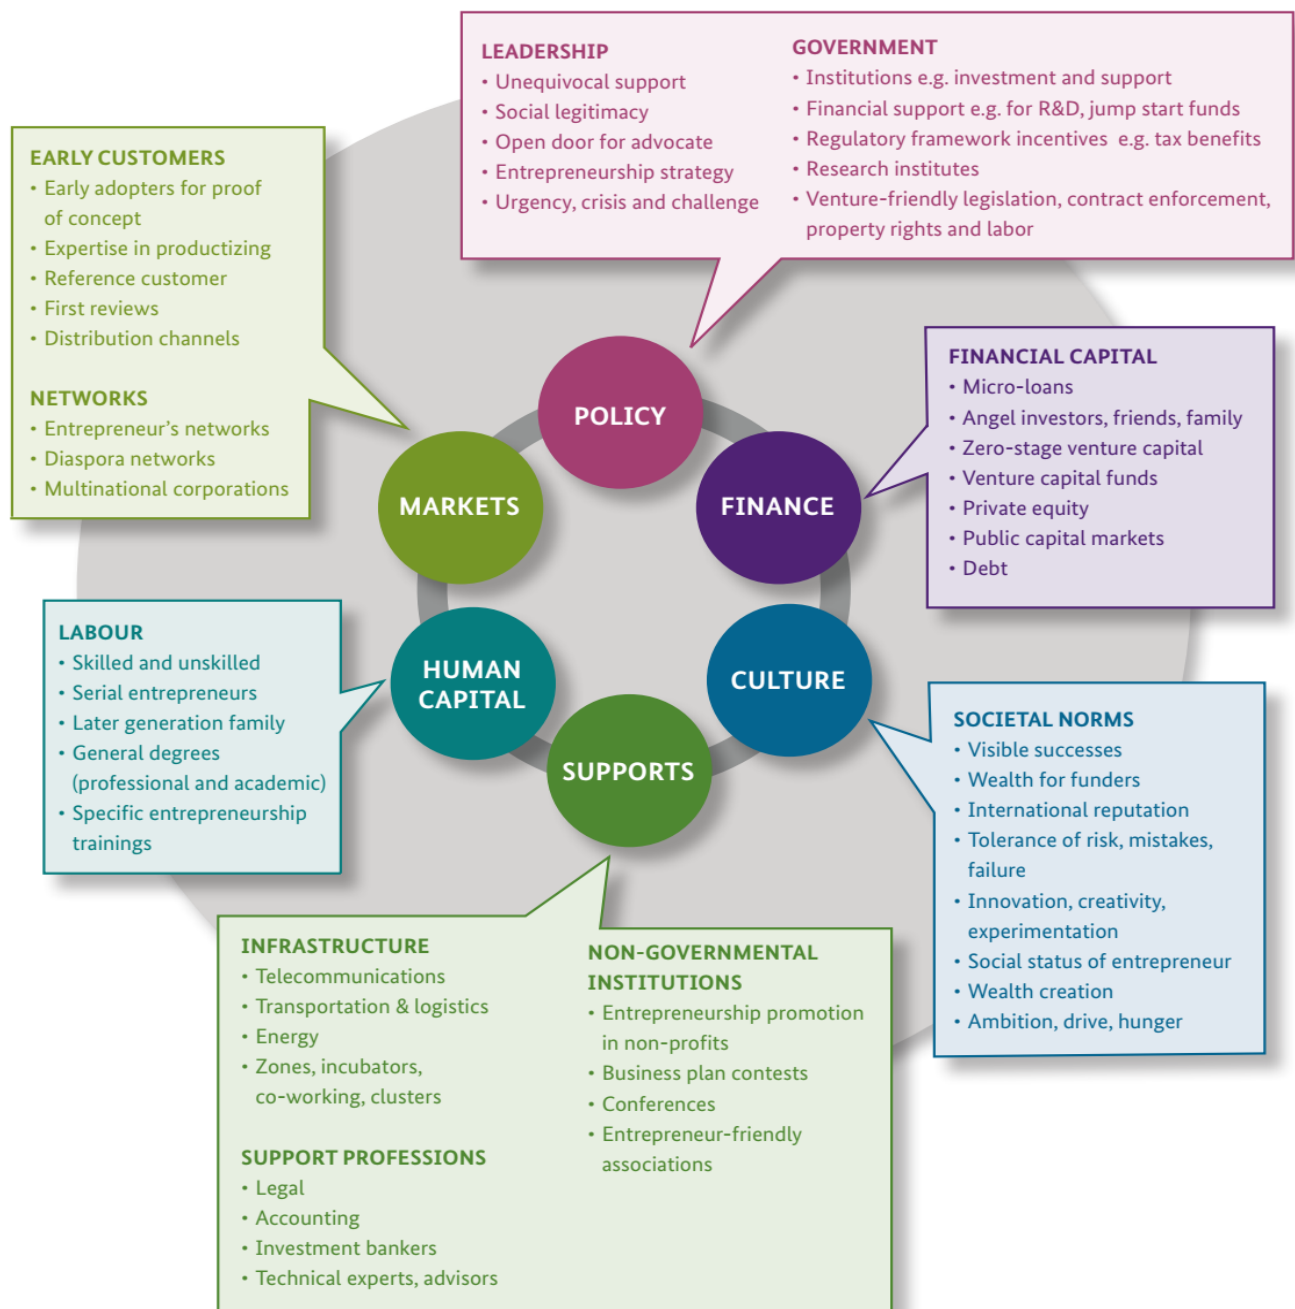 LEADERSHIP
• Unequivocal support
• Social legitimacy
• Open door for advocate
• Entrepreneurship strategy
• Urgency, crisis and challenge
GOVERNMENT
• Institutions e.g. investment and support
• Financial support e.g. for R&D, jump start funds
• Regulatory framework incentives e.g. tax benefits
• Research institutes
• Venture-friendly legislation, contract enforcement,
property rights and labor
EARLY CUSTOMERS
• Early adopters for proof
of concept
• Expertise in productizing
• Reference customer
• First reviews
• Distribution channels
NETWORKS
• Entrepreneur's networks
• Diaspora networks
• Multinational corporations
FINANCIAL CAPITAL
• Micro-loans
• Angel investors, friends, family
• Zero-stage venture capital
• Venture capital funds
• Private equity
• Public capital markets
• Debt
POLICY
MARKETS
FINANCE
HUMAN
CAPITAL
CULTURE
SUPPORTS
LABOUR
• Skilled and unskilled
• Serial entrepreneurs
• Later generation family
• General degrees
(professional and academic)
• Specific entrepreneurship
trainings
SOCIETAL NORMS
• Visible successes
• Wealth for funders
• International reputation
• Tolerance of risk, mistakes,
failure
• Innovation, creativity,
experimentation
• Social status of entrepreneur
• Wealth creation
• Ambition, drive, hunger
INFRASTRUCTURE
• Telecommunications
• Transportation & logistics
• Energy
• Zones, incubators,
co-working, clusters
SUPPORT PROFESSIONS
• Legal
• Accounting
• Investment bankers
• Technical experts, advisors
NON-GOVERNMENTAL
INSTITUTIONS
• Entrepreneurship promotion
in non-profits
• Business plan contests
• Conferences
• Entrepreneur-friendly
associations